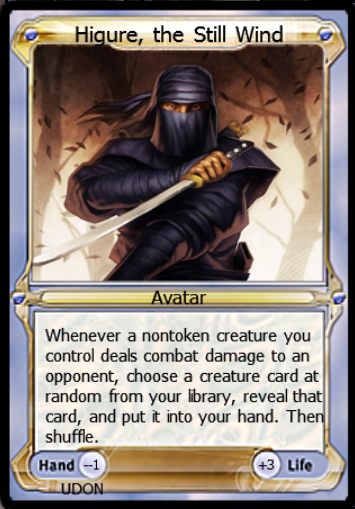 Higure, the Still Wind
Avatar
Whenever a nontoken creature you
control deals combat damage to an
opponent, choose a creature card at
random from your library, reveal that
card, and put it into your hand. Then
shuffle.
Hand -1 +3 Life
UDON